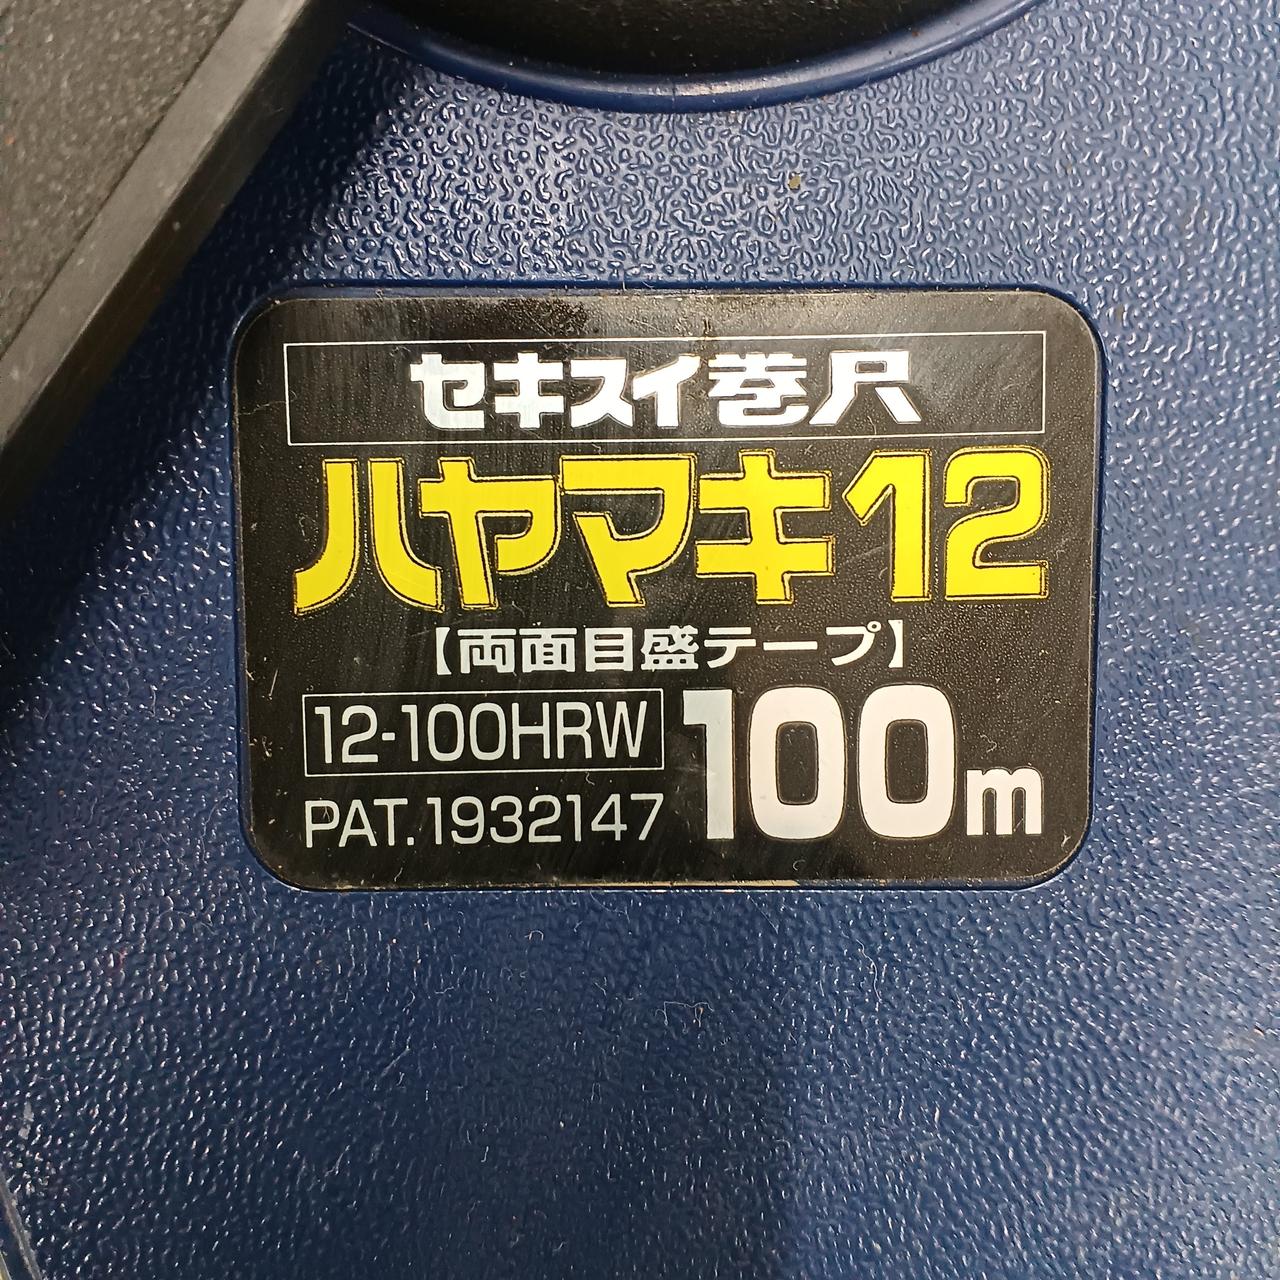 セキスイ巻尺
ハヤマキ12
【両面目盛テープ】
12-100HRW
PAT.1932147
100m